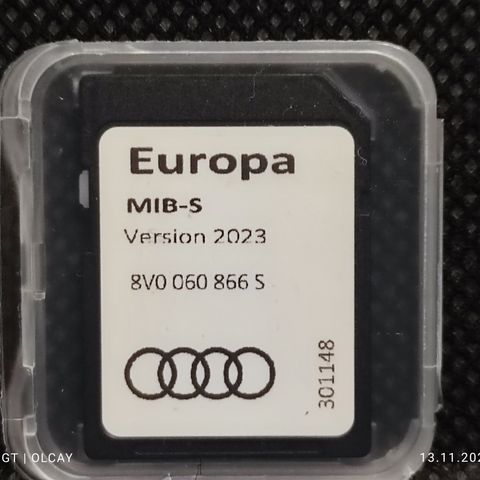 Europa
MIB-S
Version 2023
8V0 060 866 S
301148
GT | OLCAY
13.11.202